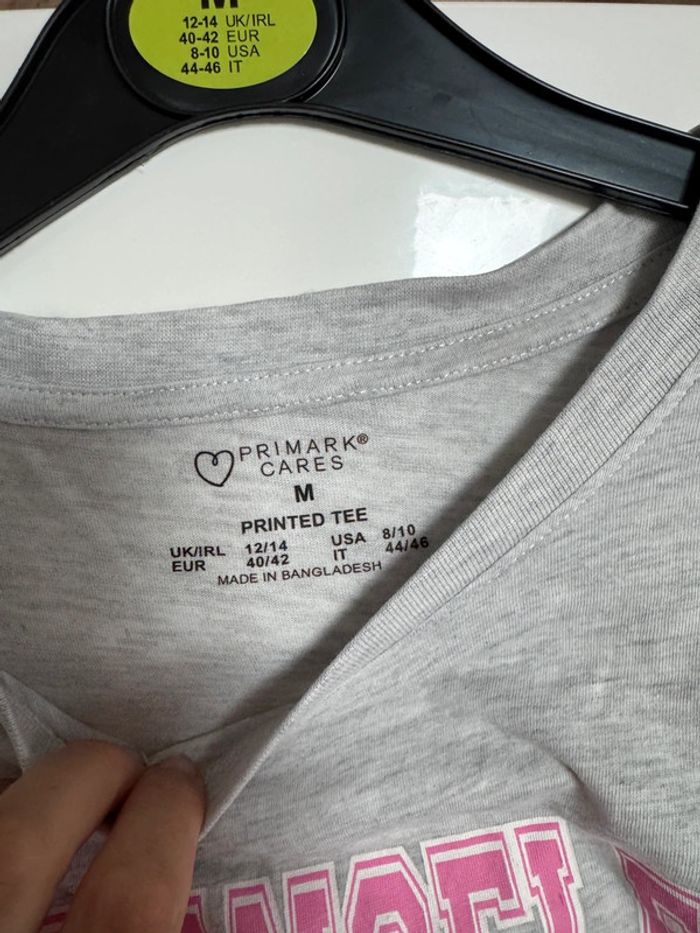 M
12-14 UK/IRL
40-42 EUR
8-10 USA
44-46 IT
PRIMARK®
CARES
M
PRINTED TEE
UK/IRL 12/14 USA 8/10
EUR 40/42 IT 44/46
MADE IN BANGLADESH